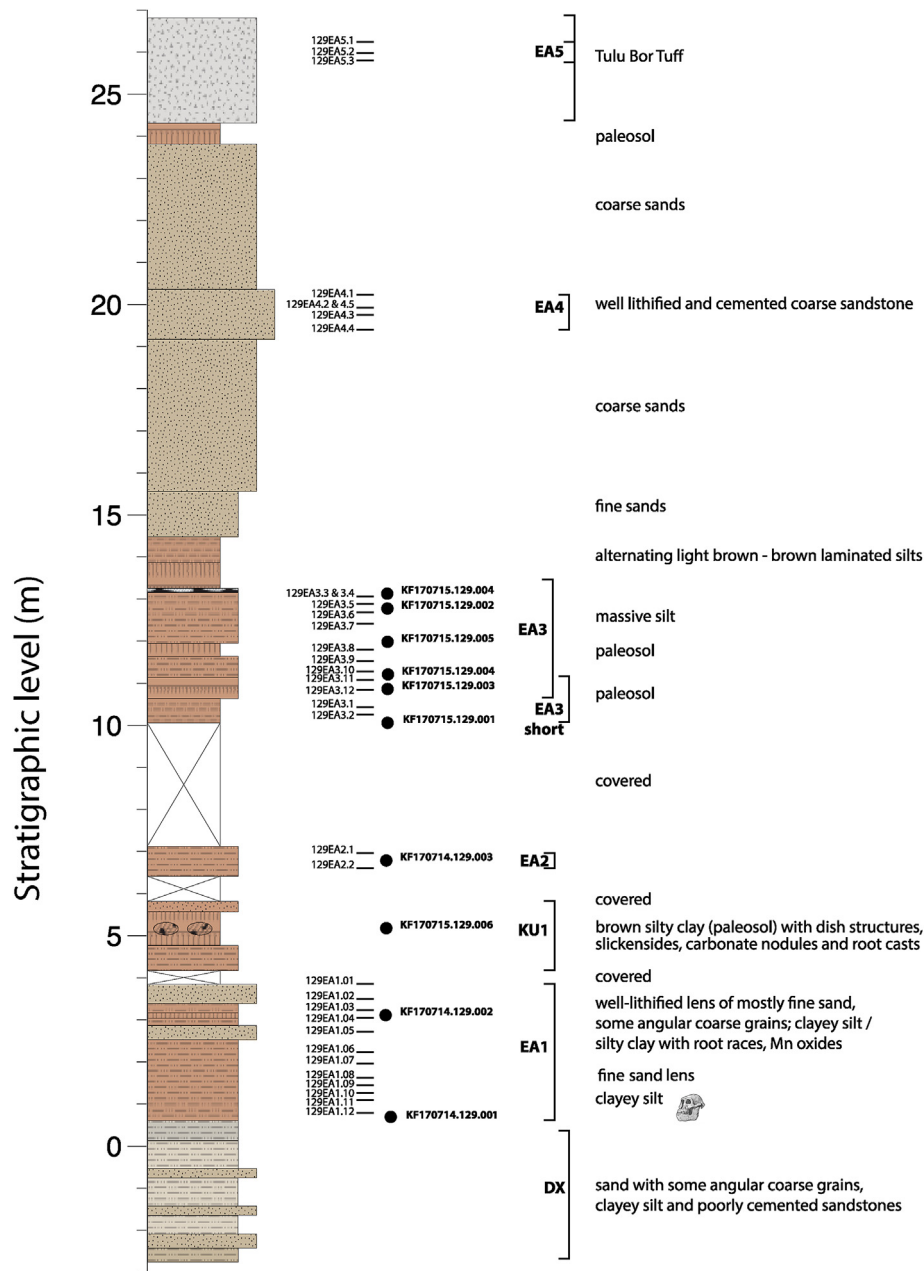 Stratigraphic level (m)
25
20
15
10
5
0
129EA5.1
129EA5.2
129EA5.3
EA5
Tulu Bor Tuff
paleosol
coarse sands
129EA4.1
129EA4.2 & 4.5
129EA4.3
129EA4.4
EA4
well lithified and cemented coarse sandstone
coarse sands
fine sands
alternating light brown - brown laminated silts
129EA3.3 & 3.4
129EA3.5
129EA3.6
129EA3.7
129EA3.8
129EA3.9
129EA3.10
129EA3.11
129EA3.12
129EA3.1
129EA3.2
KF170715.129.004
KF170715.129.002
KF170715.129.005
KF170715.129.004
KF170715.129.003
KF170715.129.001
EA3
EA3
short
massive silt
paleosol
paleosol
covered
129EA2.1
129EA2.2
KF170714.129.003
EA2
covered
KF170715.129.006
KU1
brown silty clay (paleosol) with dish structures,
slickensides, carbonate nodules and root casts
covered
129EA1.01
129EA1.02
129EA1.03
129EA1.04
129EA1.05
129EA1.06
129EA1.07
129EA1.08
129EA1.09
129EA1.10
129EA1.11
129EA1.12
KF170714.129.002
KF170714.129.001
EA1
well-lithified lens of mostly fine sand,
some angular coarse grains; clayey silt /
silty clay with root races, Mn oxides
fine sand lens
clayey silt
DX
sand with some angular coarse grains,
clayey silt and poorly cemented sandstones